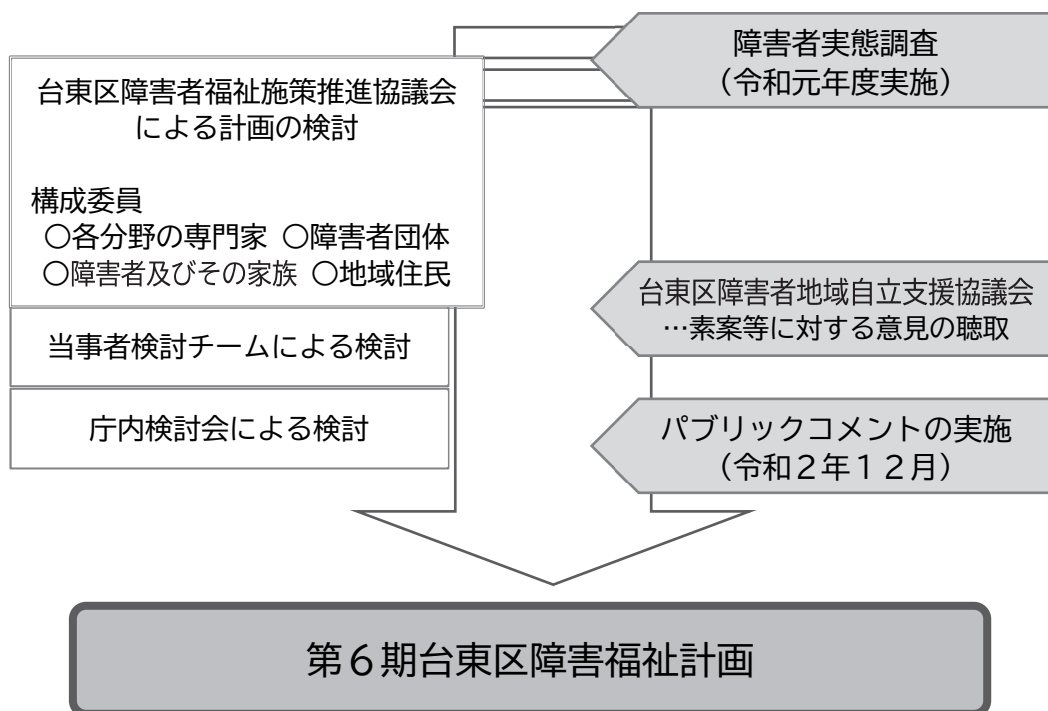 障害者実態調査
（令和元年度実施）
台東区障害者福祉施策推進協議会
による計画の検討
構成委員
〇各分野の専門家 〇障害者団体
〇障害者及びその家族 〇地域住民
台東区障害者地域自立支援協議会
…素案等に対する意見の聴取
当事者検討チームによる検討
庁内検討会による検討
パブリックコメントの実施
（令和２年１２月）
第６期台東区障害福祉計画